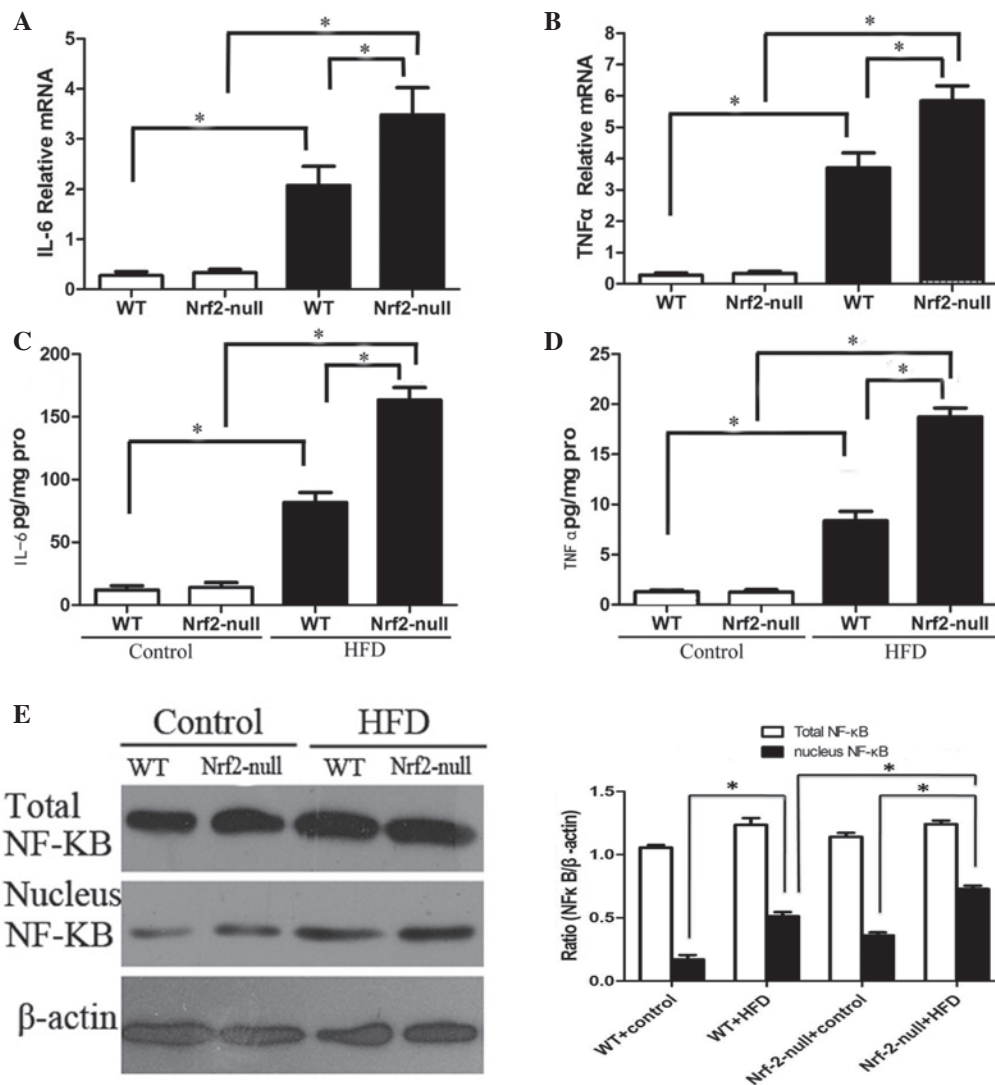 A
IL-6 Relative mRNA
5
4
3
2
1
0
*
*
*
WT
Nrf2-null
WT
Nrf2-null
B
TNFα Relative mRNA
8
7
6
5
4
3
2
1
0
*
*
*
WT
Nrf2-null
WT
Nrf2-null
C
IL-6 pg/mg pro
200
150
100
50
0
*
*
*
WT
Nrf2-null
WT
Nrf2-null
Control
HFD
D
TNF α pg/mg pro
25
20
15
10
5
0
*
*
*
WT
Nrf2-null
WT
Nrf2-null
Control
HFD
E
Control
HFD
WT
Nrf2-null
WT
Nrf2-null
Total
NF-KB
Nucleus
NF-KB
β-actin
Total NF-κB
nucleus NF-κB
Ratio (NFκ B/β -actin)
1.5
1.0
0.5
0.0
*
*
*
WT+control
WT+HFD
Nrf-2-null+control
Nrf-2-null+HFD